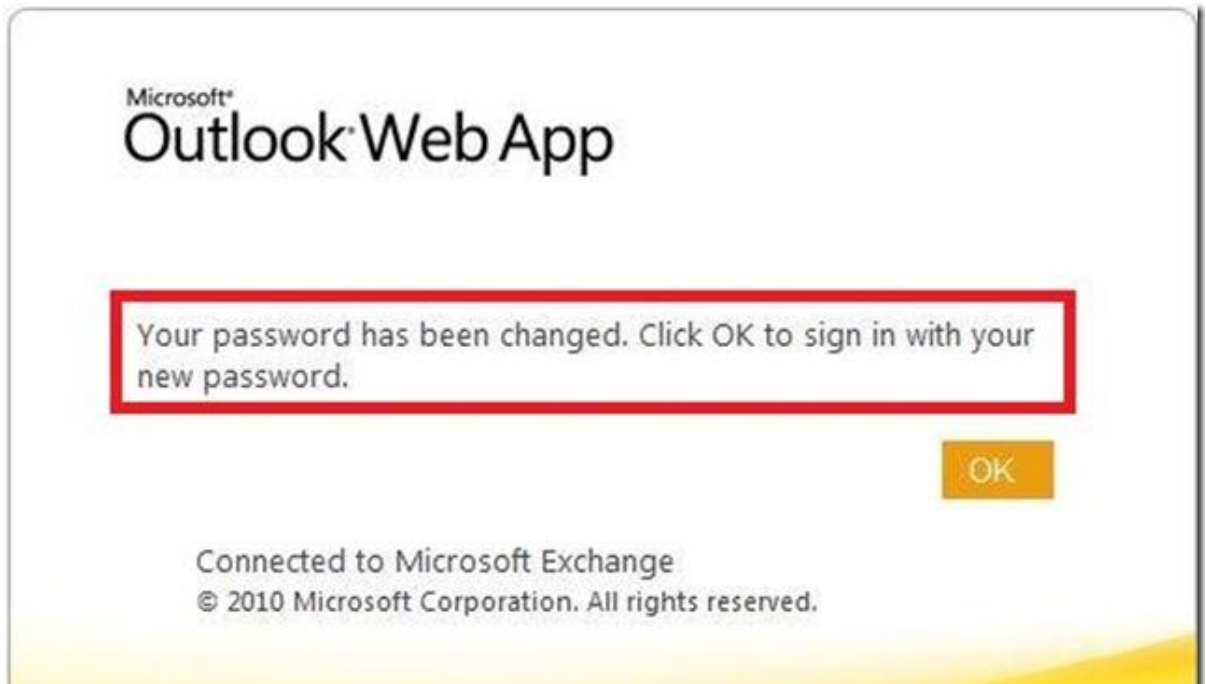 Microsoft®
Outlook® Web App
Your password has been changed. Click OK to sign in with your
new password.
OK
Connected to Microsoft Exchange
© 2010 Microsoft Corporation. All rights reserved.